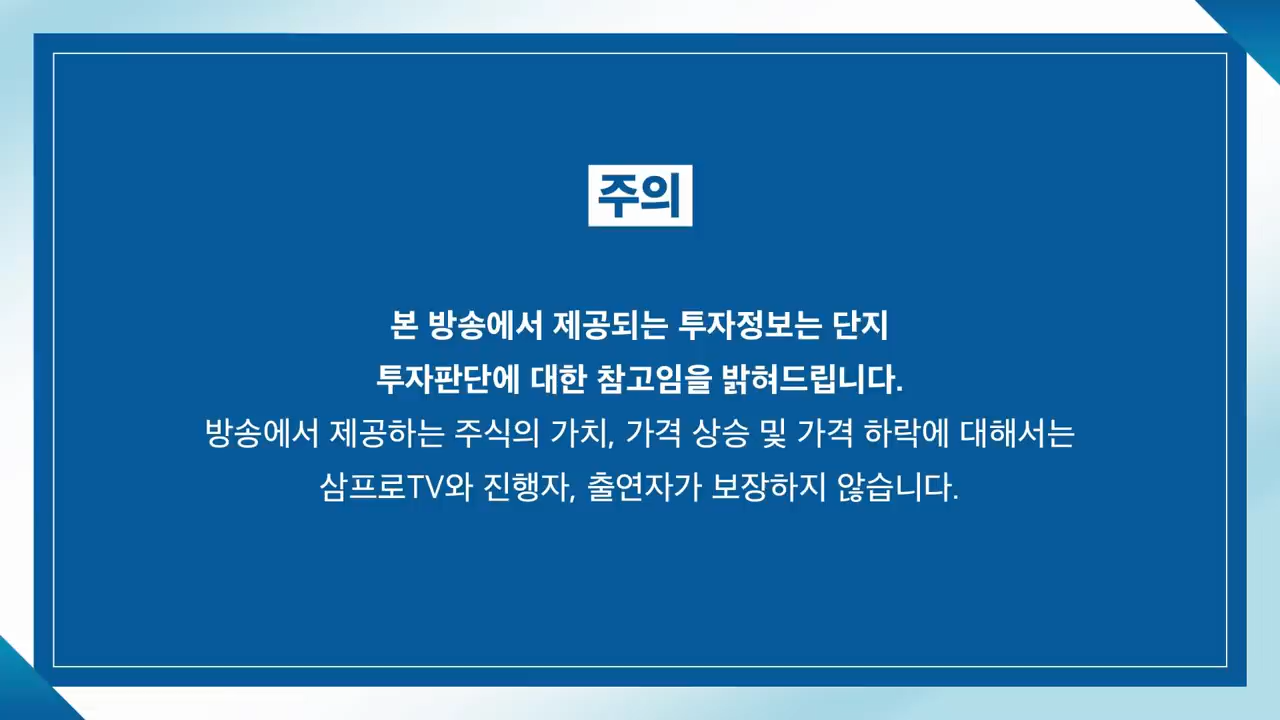 주의
본 방송에서 제공되는 투자정보는 단지
투자판단에 대한 참고임을 밝혀드립니다.
방송에서 제공하는 주식의 가치, 가격 상승 및 가격 하락에 대해서는
삼프로TV와 진행자, 출연자가 보장하지 않습니다.